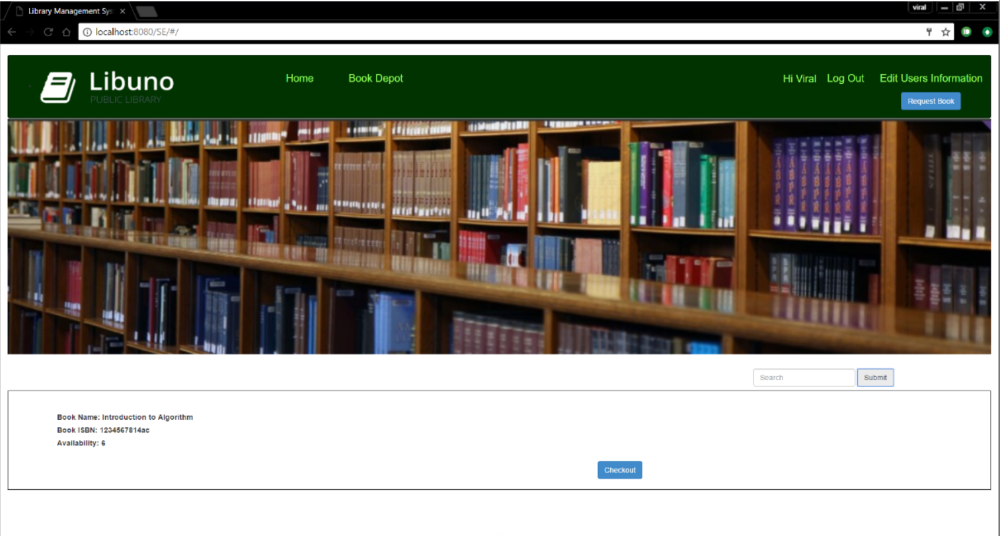 Library Management Sys
viral
localhost:8080/SE/#/
Libuno
PUBLIC LIBRARY
Home
Book Depot
Hi Viral
Log Out
Edit Users Information
Request Book
Search
Submit
Book Name: Introduction to Algorithm
Book ISBN: 1234567814ac
Availability: 6
Checkout